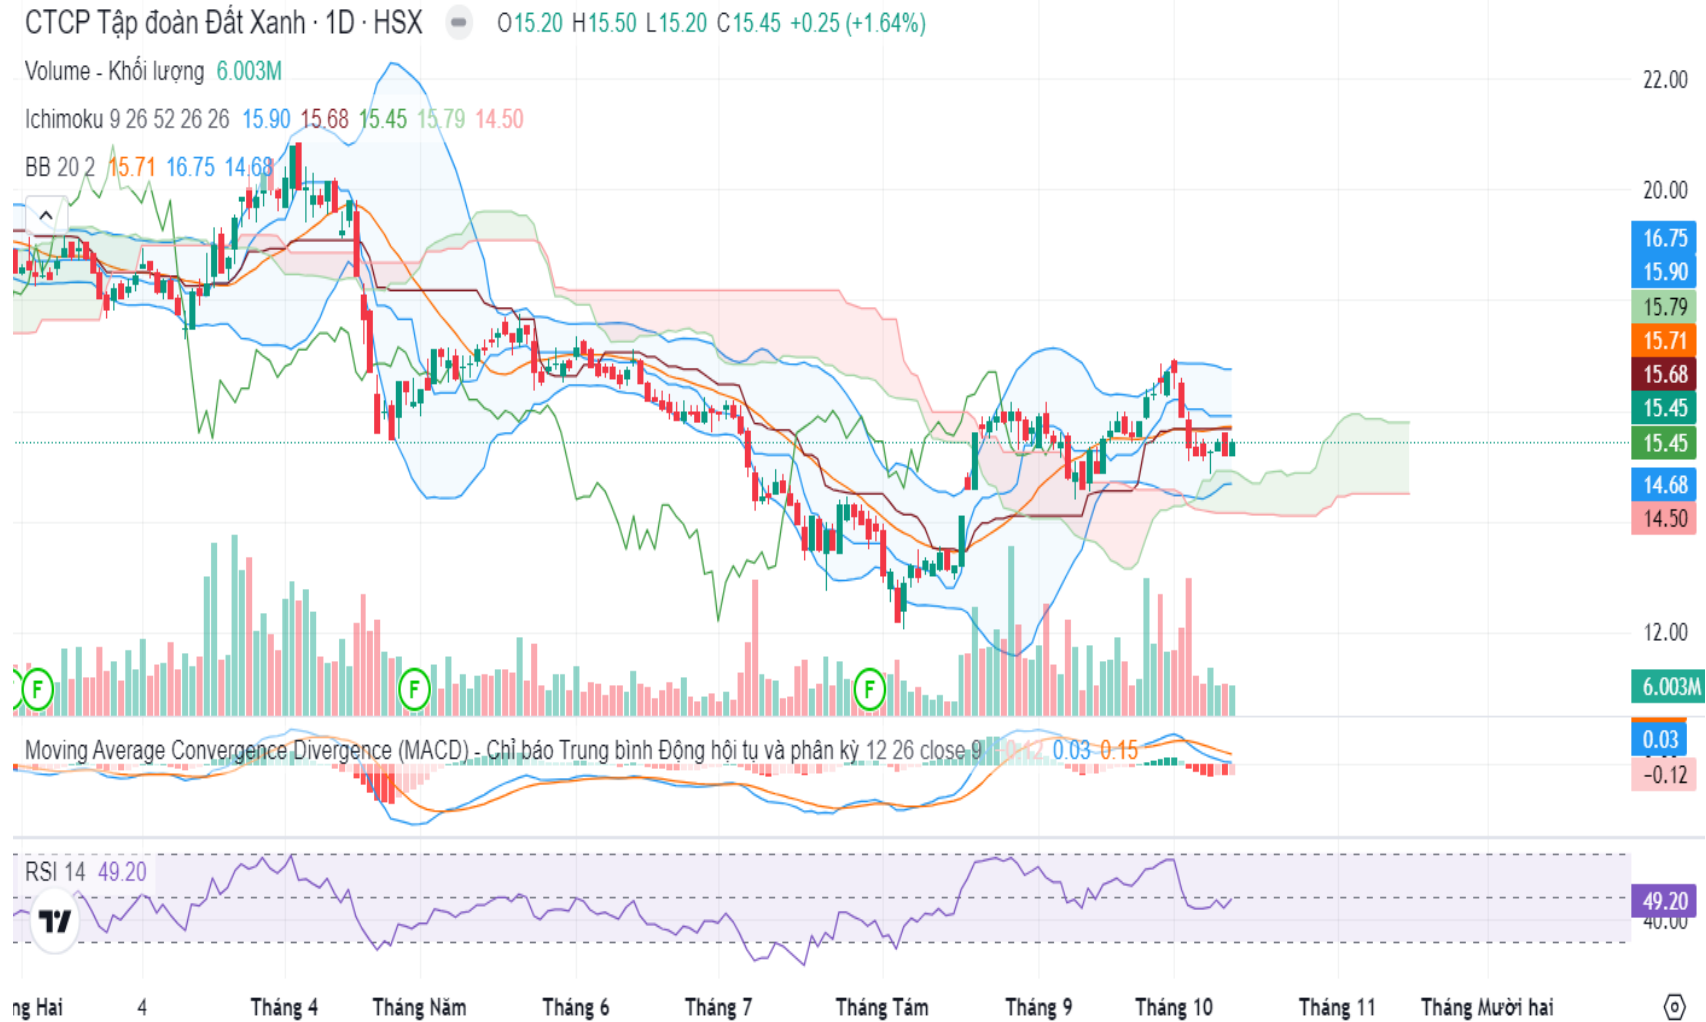 CTCP Tập đoàn Đất Xanh · 1D · HSX O15.20 H15.50 L15.20 C15.45 +0.25 (+1.64%)
Volume - Khối lượng 6.003M
Ichimoku 9 26 52 26 26 15.90 15.68 15.45 15.79 14.50
BB 20 2 15.71 16.75 14.68
22.00
20.00
16.75
15.90
15.79
15.71
15.68
15.45
15.45
14.68
14.50
12.00
6.003M
F F F
Moving Average Convergence Divergence (MACD) - Chỉ báo Trung bình Động hội tụ và phân kỳ 12 26 close 9 -0.12 0.03 0.15
0.03
−0.12
RSI 14 49.20
49.20
40.00
ng Hai 4 Tháng 4 Tháng Năm Tháng 6 Tháng 7 Tháng Tám Tháng 9 Tháng 10 Tháng 11 Tháng Mười hai